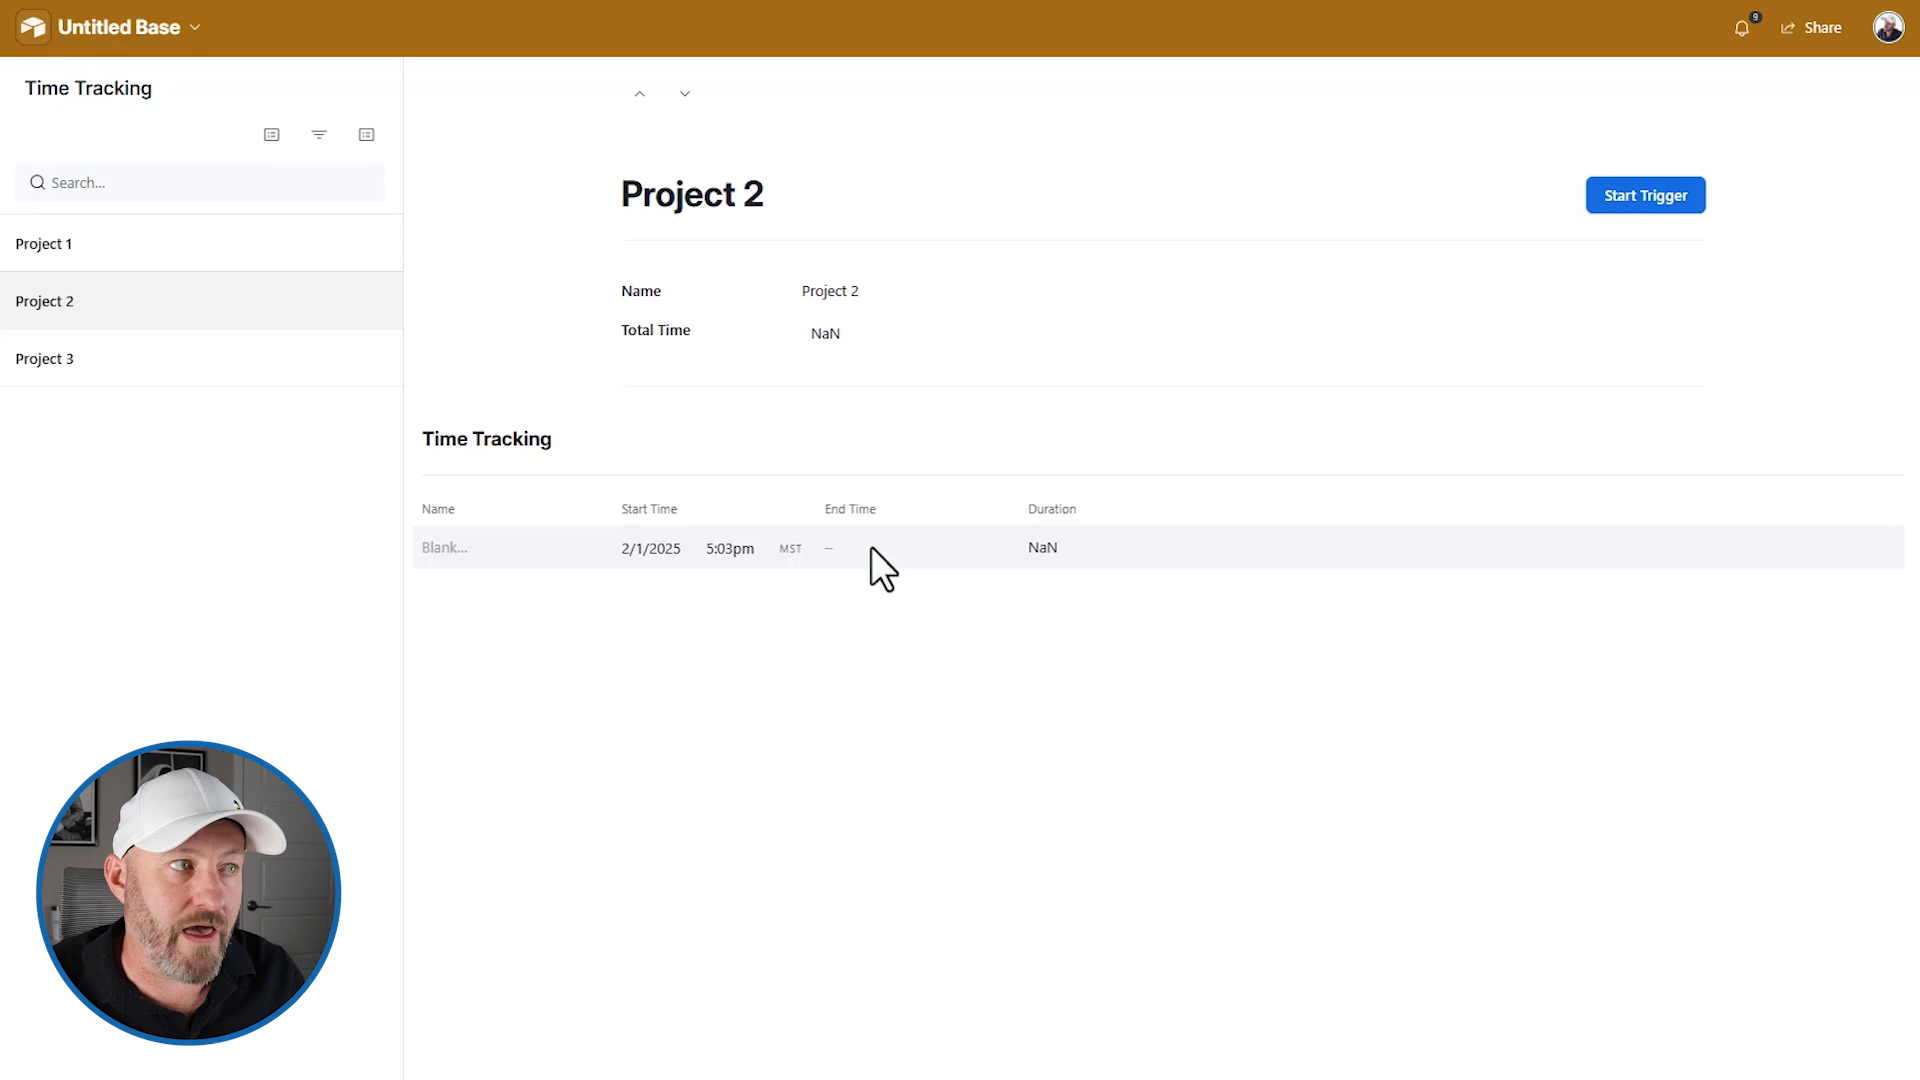 Untitled Base
9
Share
Time Tracking
Search...
Project 1
Project 2
Project 3
Project 2
Start Trigger
Name Project 2
Total Time NaN
Time Tracking
Name Start Time End Time Duration
Blank... 2/1/2025 5:03pm MST – NaN